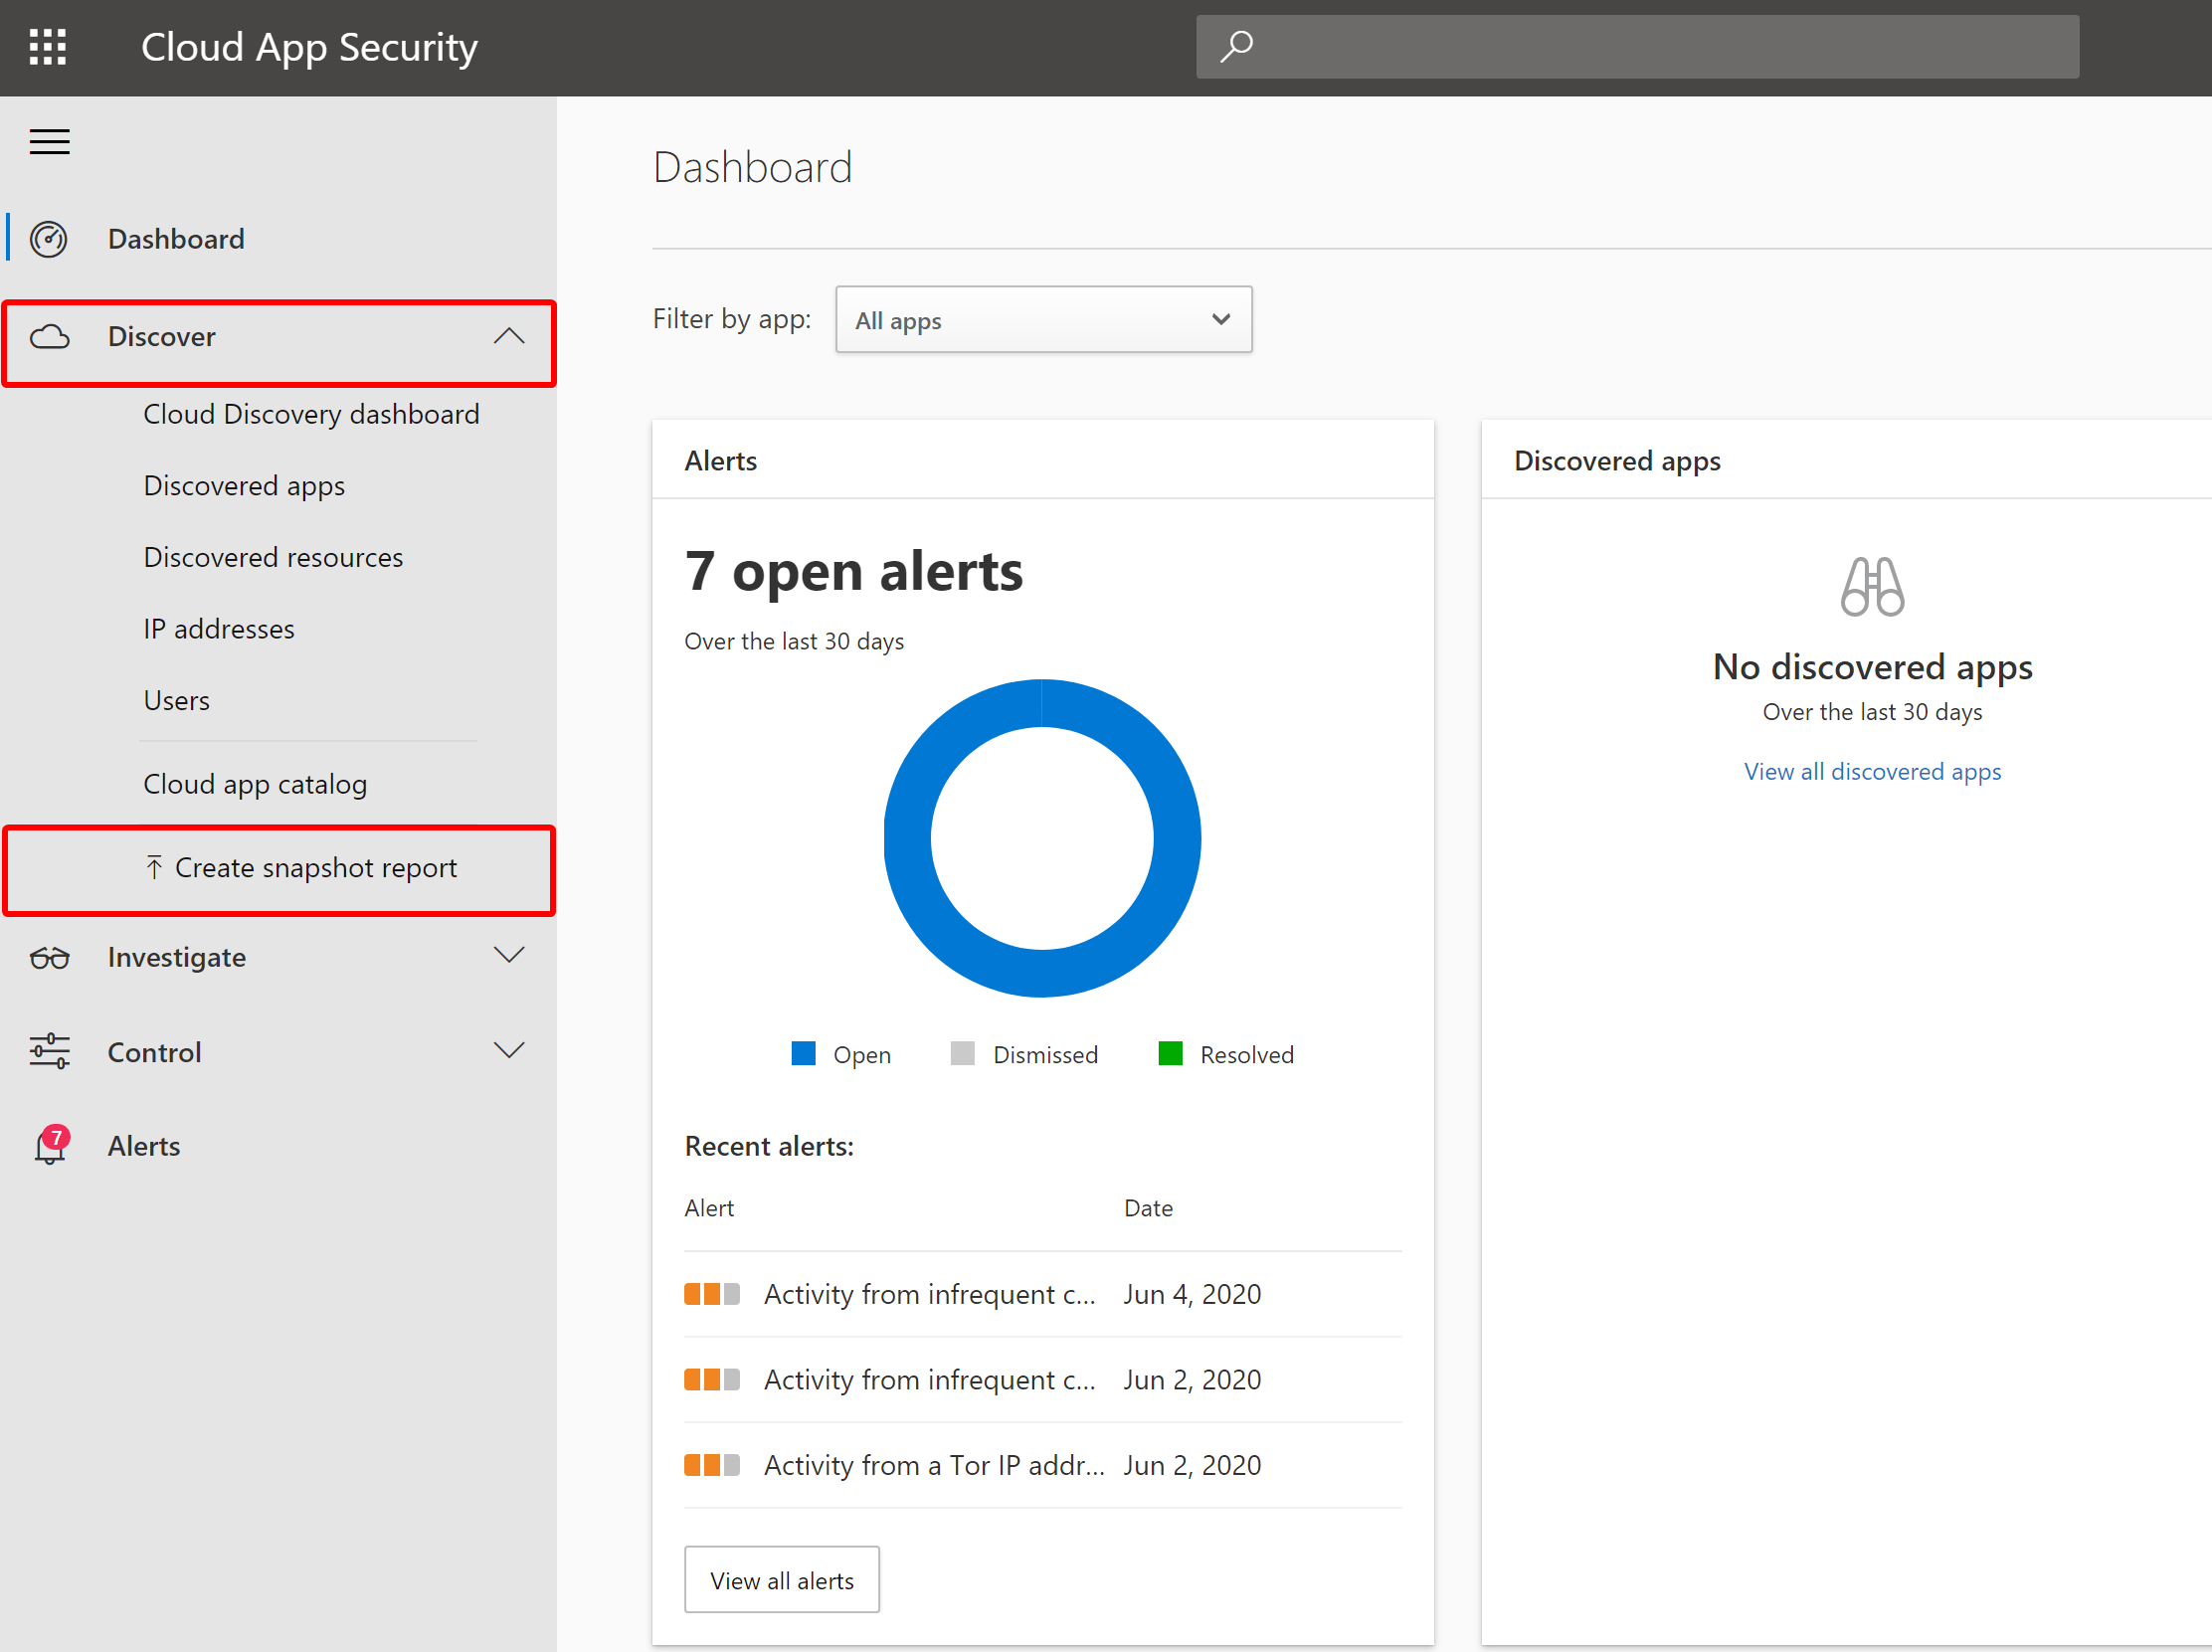 Cloud App Security
Dashboard
Discover
Cloud Discovery dashboard
Discovered apps
Discovered resources
IP addresses
Users
Cloud app catalog
Create snapshot report
Investigate
Control
7
Alerts
Dashboard
Filter by app:
All apps
Alerts
7 open alerts
Over the last 30 days
Open
Dismissed
Resolved
Recent alerts:
Alert Date
Activity from infrequent c... Jun 4, 2020
Activity from infrequent c... Jun 2, 2020
Activity from a Tor IP addr... Jun 2, 2020
View all alerts
Discovered apps
No discovered apps
Over the last 30 days
View all discovered apps